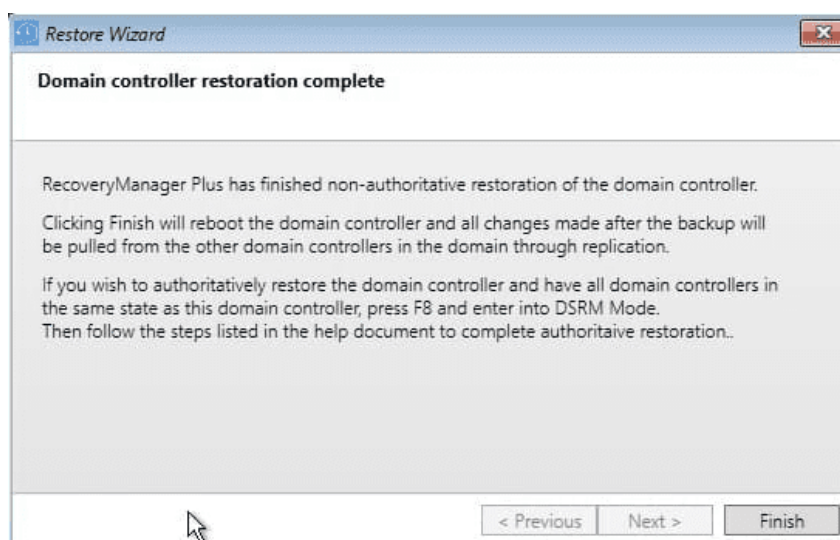 Restore Wizard
Domain controller restoration complete
RecoveryManager Plus has finished non-authoritative restoration of the domain controller.
Clicking Finish will reboot the domain controller and all changes made after the backup will
be pulled from the other domain controllers in the domain through replication.
If you wish to authoritatively restore the domain controller and have all domain controllers in
the same state as this domain controller, press F8 and enter into DSRM Mode.
Then follow the steps listed in the help document to complete authoritaive restoration..
< Previous Next > Finish